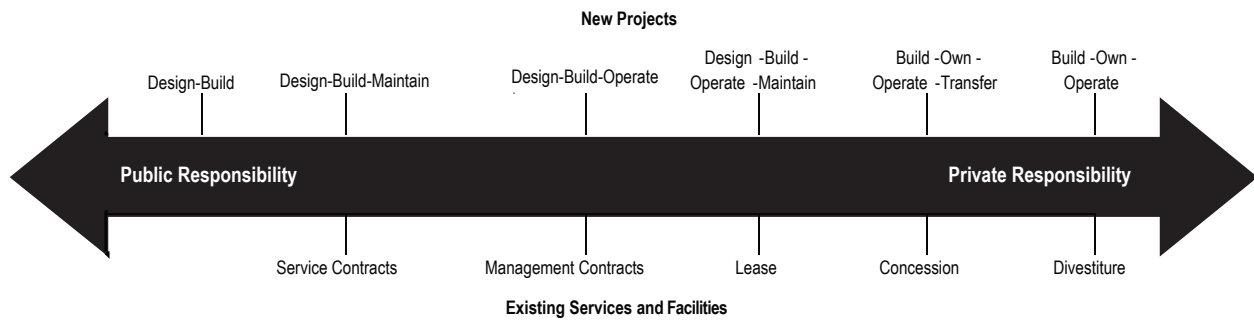 New Projects
Design-Build
Design-Build-Maintain
Design-Build-Operate
Design -Build -
Operate -Maintain
Build -Own -
Operate -Transfer
Build -Own -
Operate
Public Responsibility
Private Responsibility
Service Contracts
Management Contracts
Lease
Concession
Divestiture
Existing Services and Facilities